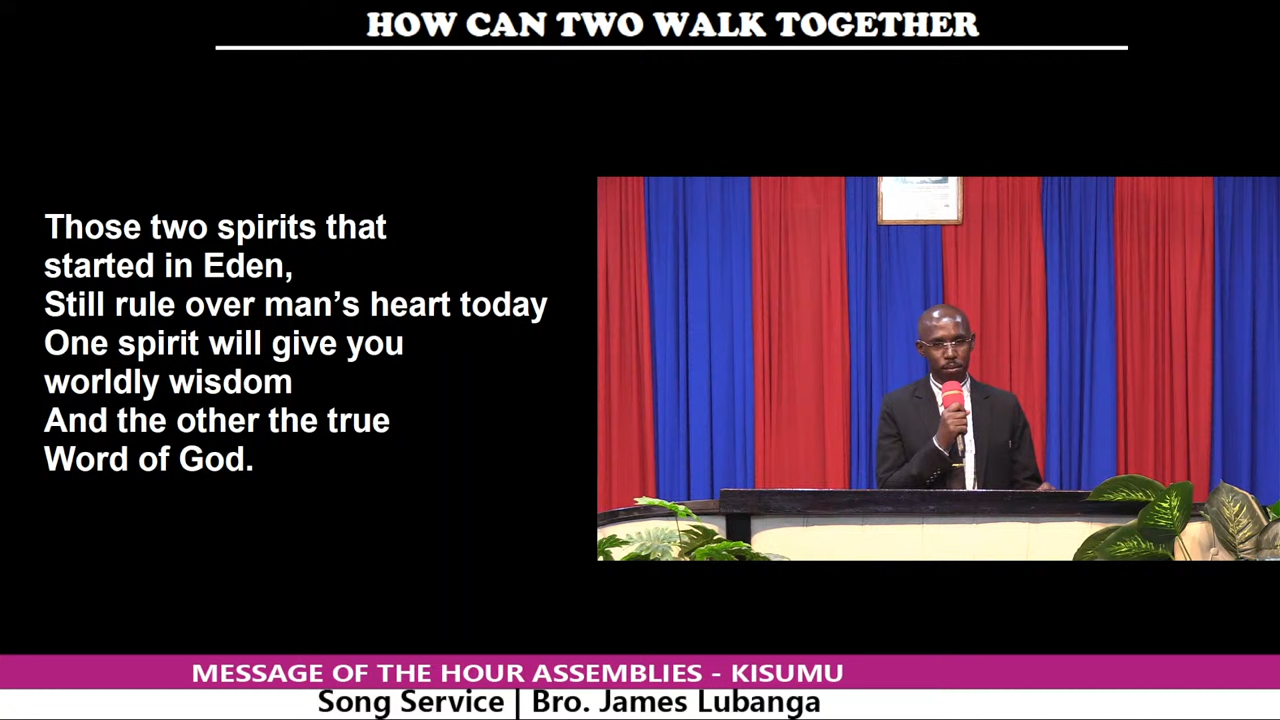 HOW CAN TWO WALK TOGETHER
Those two spirits that
started in Eden,
Still rule over man’s heart today
One spirit will give you
worldly wisdom
And the other the true
Word of God.
MESSAGE OF THE HOUR ASSEMBLIES - KISUMU
Song Service | Bro. James Lubanga